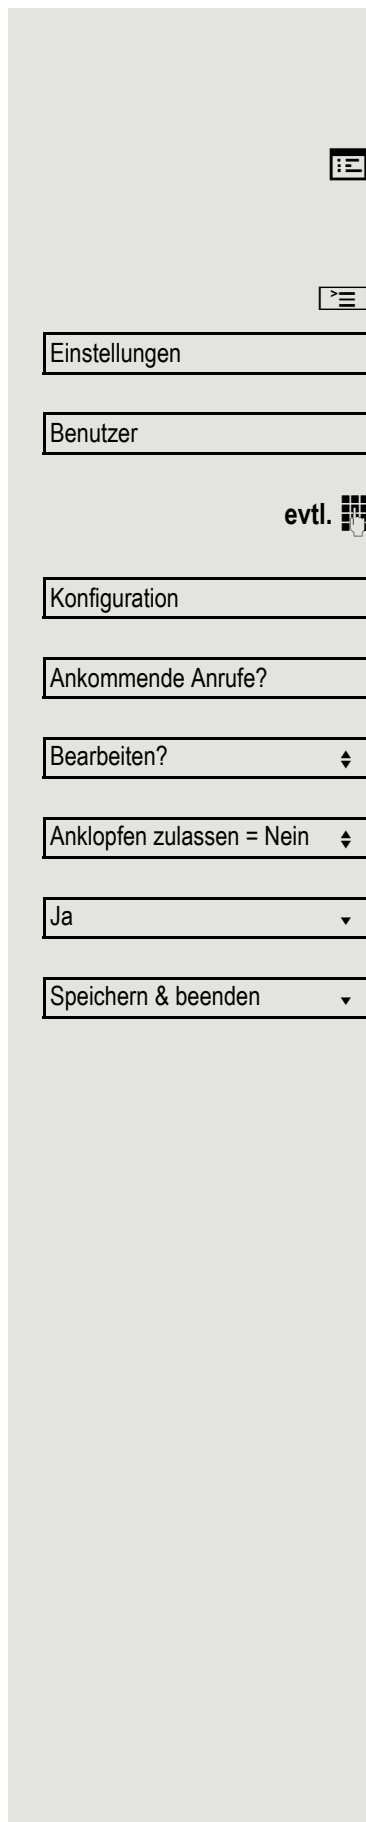 Einstellungen
Benutzer
evtl.
Konfiguration
Ankommende Anrufe?
Bearbeiten?
Anklopfen zulassen = Nein
Ja
Speichern & beenden